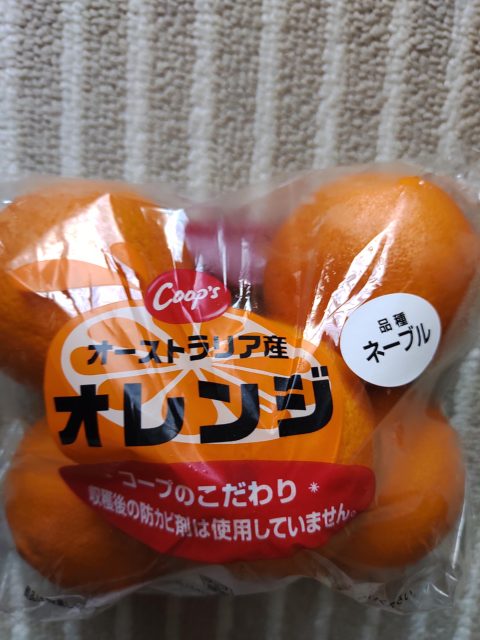 Coop's
オーストラリア産
オレンジ
品種
ネーブル
コープのこだわり
収穫後の防カビ剤は使用していません。